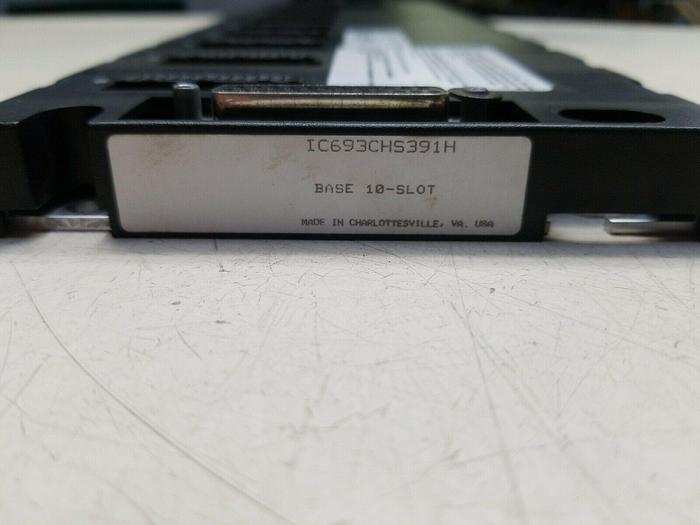 IC693CHS391H
BASE 10-SLOT
MADE IN CHARLOTTESVILLE, VA. USA